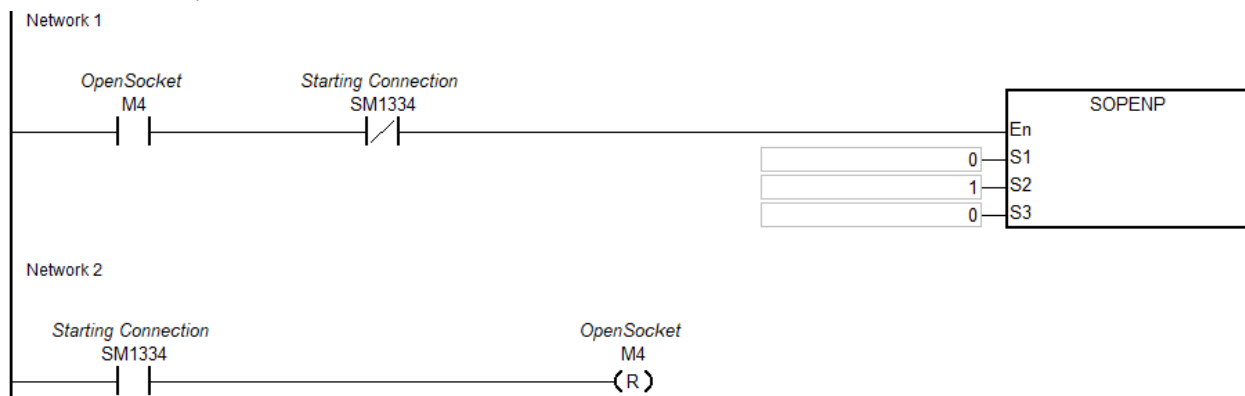 Network 1
OpenSocket Starting Connection
M4 SM1334 SOPENP
En
0 S1
1 S2
0 S3
Network 2
Starting Connection OpenSocket
SM1334 M4
R